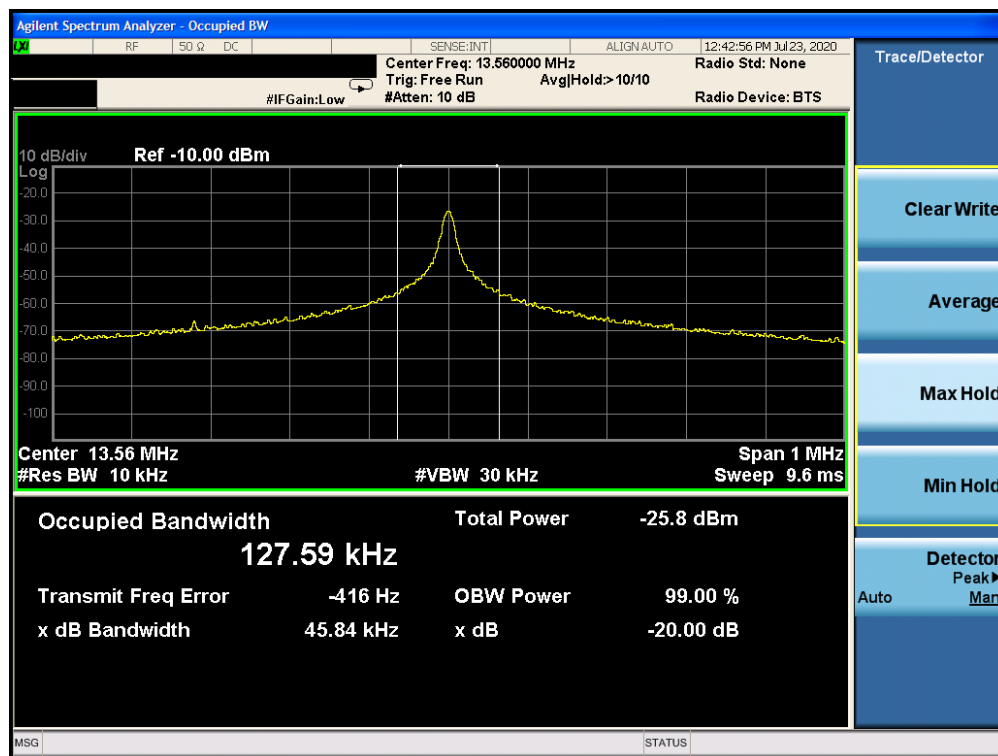 Agilent Spectrum Analyzer - Occupied BW
LXI RF 50 Ω DC SENSE:INT ALIGN AUTO 12:42:56 PM Jul 23, 2020
Center Freq: 13.560000 MHz Radio Std: None
Trig: Free Run Avg|Hold:>10/10
#IFGain:Low #Atten: 10 dB Radio Device: BTS
10 dB/div Ref -10.00 dBm
Log
-20.0
-30.0
-40.0
-50.0
-60.0
-70.0
-80.0
-90.0
-100
Center 13.56 MHz Span 1 MHz
#Res BW 10 kHz #VBW 30 kHz Sweep 9.6 ms
Occupied Bandwidth Total Power -25.8 dBm
127.59 kHz
Transmit Freq Error -416 Hz OBW Power 99.00 %
x dB Bandwidth 45.84 kHz x dB -20.00 dB
MSG STATUS
Trace/Detector
Clear Write
Average
Max Hold
Min Hold
Detector
Peak▶
Auto Man